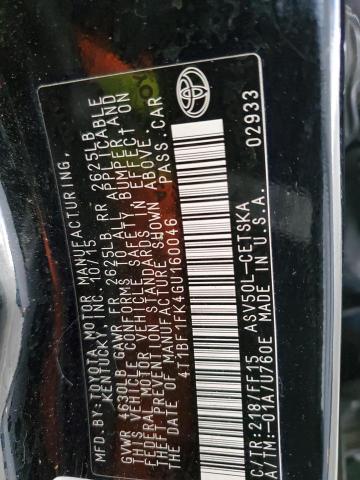 MFD.BY:TOYOTA MOTOR MANUFACTURING,
KENTUCKY, INC. 10/15
GVWR 4630LB GAWR FR 2625LB RR 2625LB
THIS VEHICLE CONFORMS TO ALL APPLICABLE
FEDERAL MOTOR VEHICLE SAFETY, BUMPER, AND
THEFT PREVENTION STANDARDS IN EFFECT ON
THE DATE OF MANUFACTURE SHOWN ABOVE.
4T1BF1FK4GU160046 PASS.CAR
C/TR:218/FF15 ASV50L-CETSKA
A/TM:-01A/U760E MADE IN U.S.A. 02933